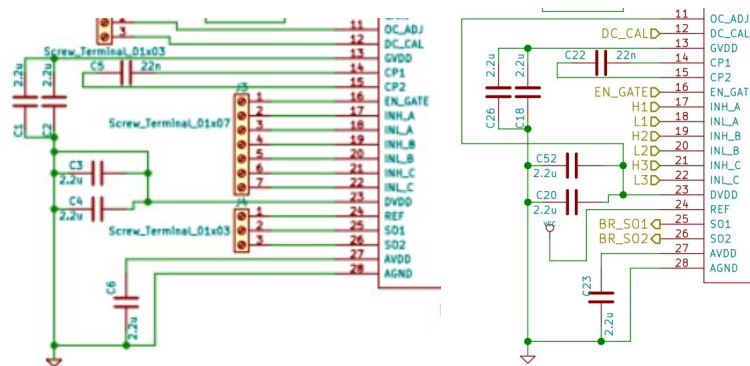 3
11
OC_ADJ
12
DC_CAL
Screw_Terminal_01x03
13
GVDD
C5
22n
14
CP1
15
CP2
2.2u
2.2u
C1
C2
J3
Screw_Terminal_01x07
1
16
EN_GATE
2
17
INH_A
3
18
INL_A
4
19
INH_B
5
20
INL_B
6
21
INH_C
7
22
INL_C
C3
2.2u
C4
2.2u
23
DVDD
J4
Screw_Terminal_01x03
1
24
REF
2
25
SO1
3
26
SO2
27
AVDD
28
AGND
C6
2.2u
11
OC_ADJ
DC_CAL
12
DC_CAL
13
GVDD
C22
22n
14
CP1
15
CP2
2.2u
2.2u
C26
C18
EN_GATE
16
EN_GATE
H1
17
INH_A
L1
18
INL_A
H2
19
INH_B
L2
20
INL_B
H3
21
INH_C
L3
22
INL_C
C52
2.2u
C20
2.2u
23
DVDD
VCC
24
REF
BR_SO1
25
SO1
BR_SO2
26
SO2
27
AVDD
28
AGND
C23
2.2u